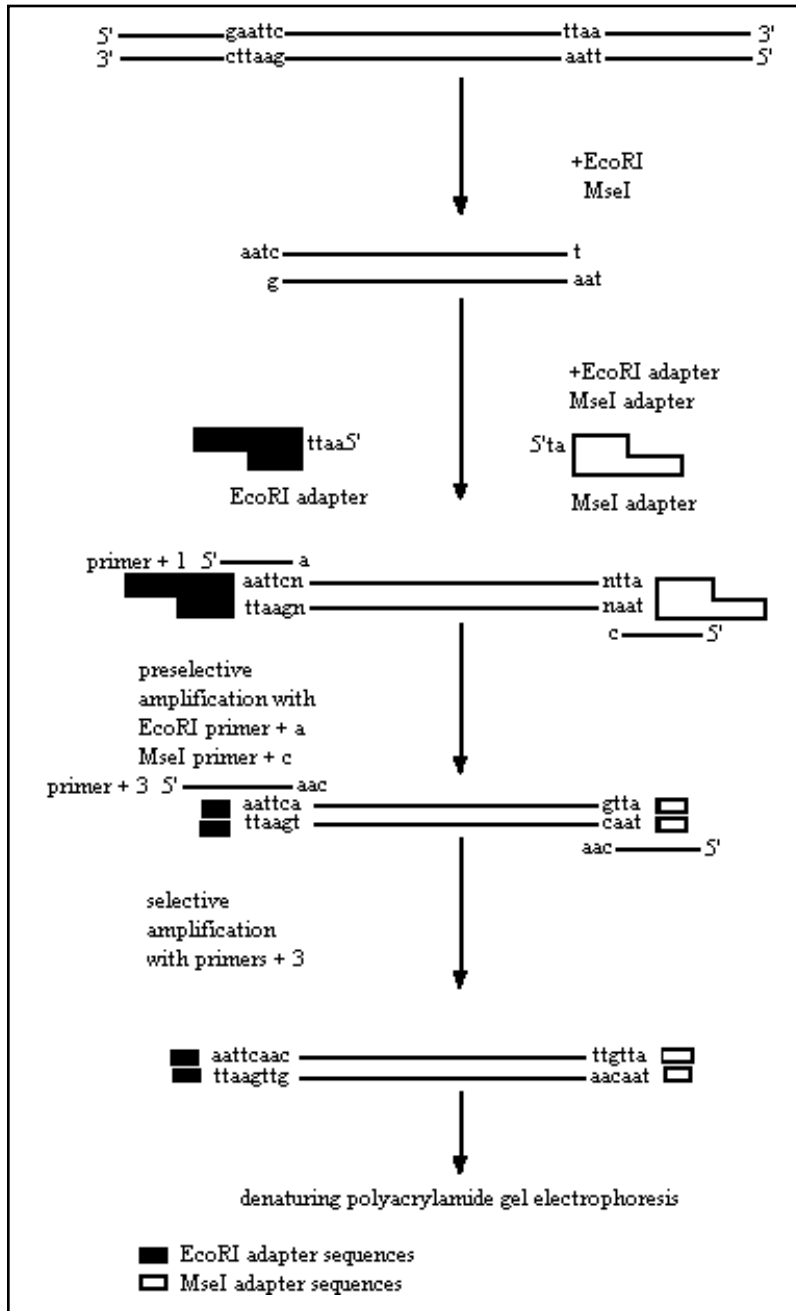 5' gaattc ttaa 3'
3' cttaag aatt 5'
+EcoRI
MseI
aatc t
g aat
+EcoRI adapter
MseI adapter
ttaa5' 5'ta
EcoRI adapter MseI adapter
primer + 1 5' a
aattcn ntta
ttaagn naat
c 5'
preselective
amplification with
EcoRI primer + a
MseI primer + c
primer + 3 5' aac
aattca gtta
ttaagt caat
aac 5'
selective
amplification
with primers + 3
aattcaac ttgtta
ttaagttg aacaat
denaturing polyacrylamide gel electrophoresis
EcoRI adapter sequences
MseI adapter sequences